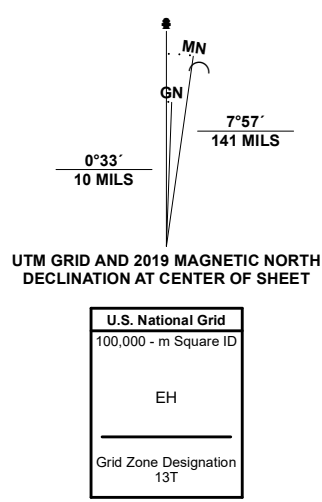 MN
GN
7°57´
141 MILS
0°33´
10 MILS
UTM GRID AND 2019 MAGNETIC NORTH
DECLINATION AT CENTER OF SHEET
U.S. National Grid
100,000 - m Square ID
EH
Grid Zone Designation
13T